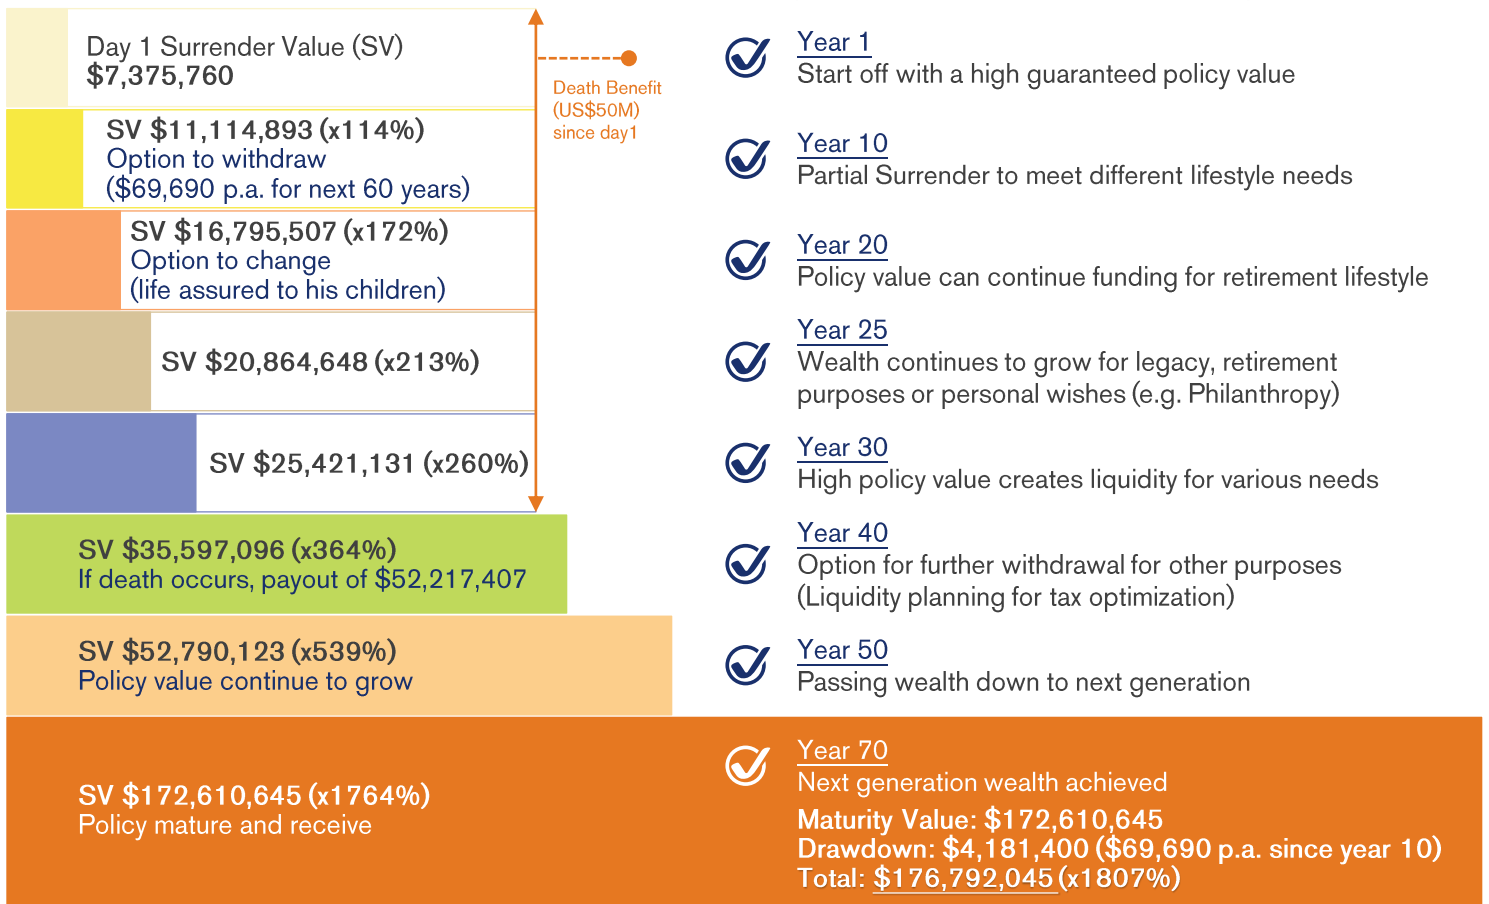 Day 1 Surrender Value (SV)
$7,375,760
Death Benefit
(US$50M)
since day1
Year 1
Start off with a high guaranteed policy value
SV $11,114,893 (x114%)
Option to withdraw
($69,690 p.a. for next 60 years)
Year 10
Partial Surrender to meet different lifestyle needs
SV $16,795,507 (x172%)
Option to change
(life assured to his children)
Year 20
Policy value can continue funding for retirement lifestyle
SV $20,864,648 (x213%)
Year 25
Wealth continues to grow for legacy, retirement
purposes or personal wishes (e.g. Philanthropy)
SV $25,421,131 (x260%)
Year 30
High policy value creates liquidity for various needs
SV $35,597,096 (x364%)
If death occurs, payout of $52,217,407
Year 40
Option for further withdrawal for other purposes
(Liquidity planning for tax optimization)
SV $52,790,123 (x539%)
Policy value continue to grow
Year 50
Passing wealth down to next generation
SV $172,610,645 (x1764%)
Policy mature and receive
Year 70
Next generation wealth achieved
Maturity Value: $172,610,645
Drawdown: $4,181,400 ($69,690 p.a. since year 10)
Total: $176,792,045 (x1807%)